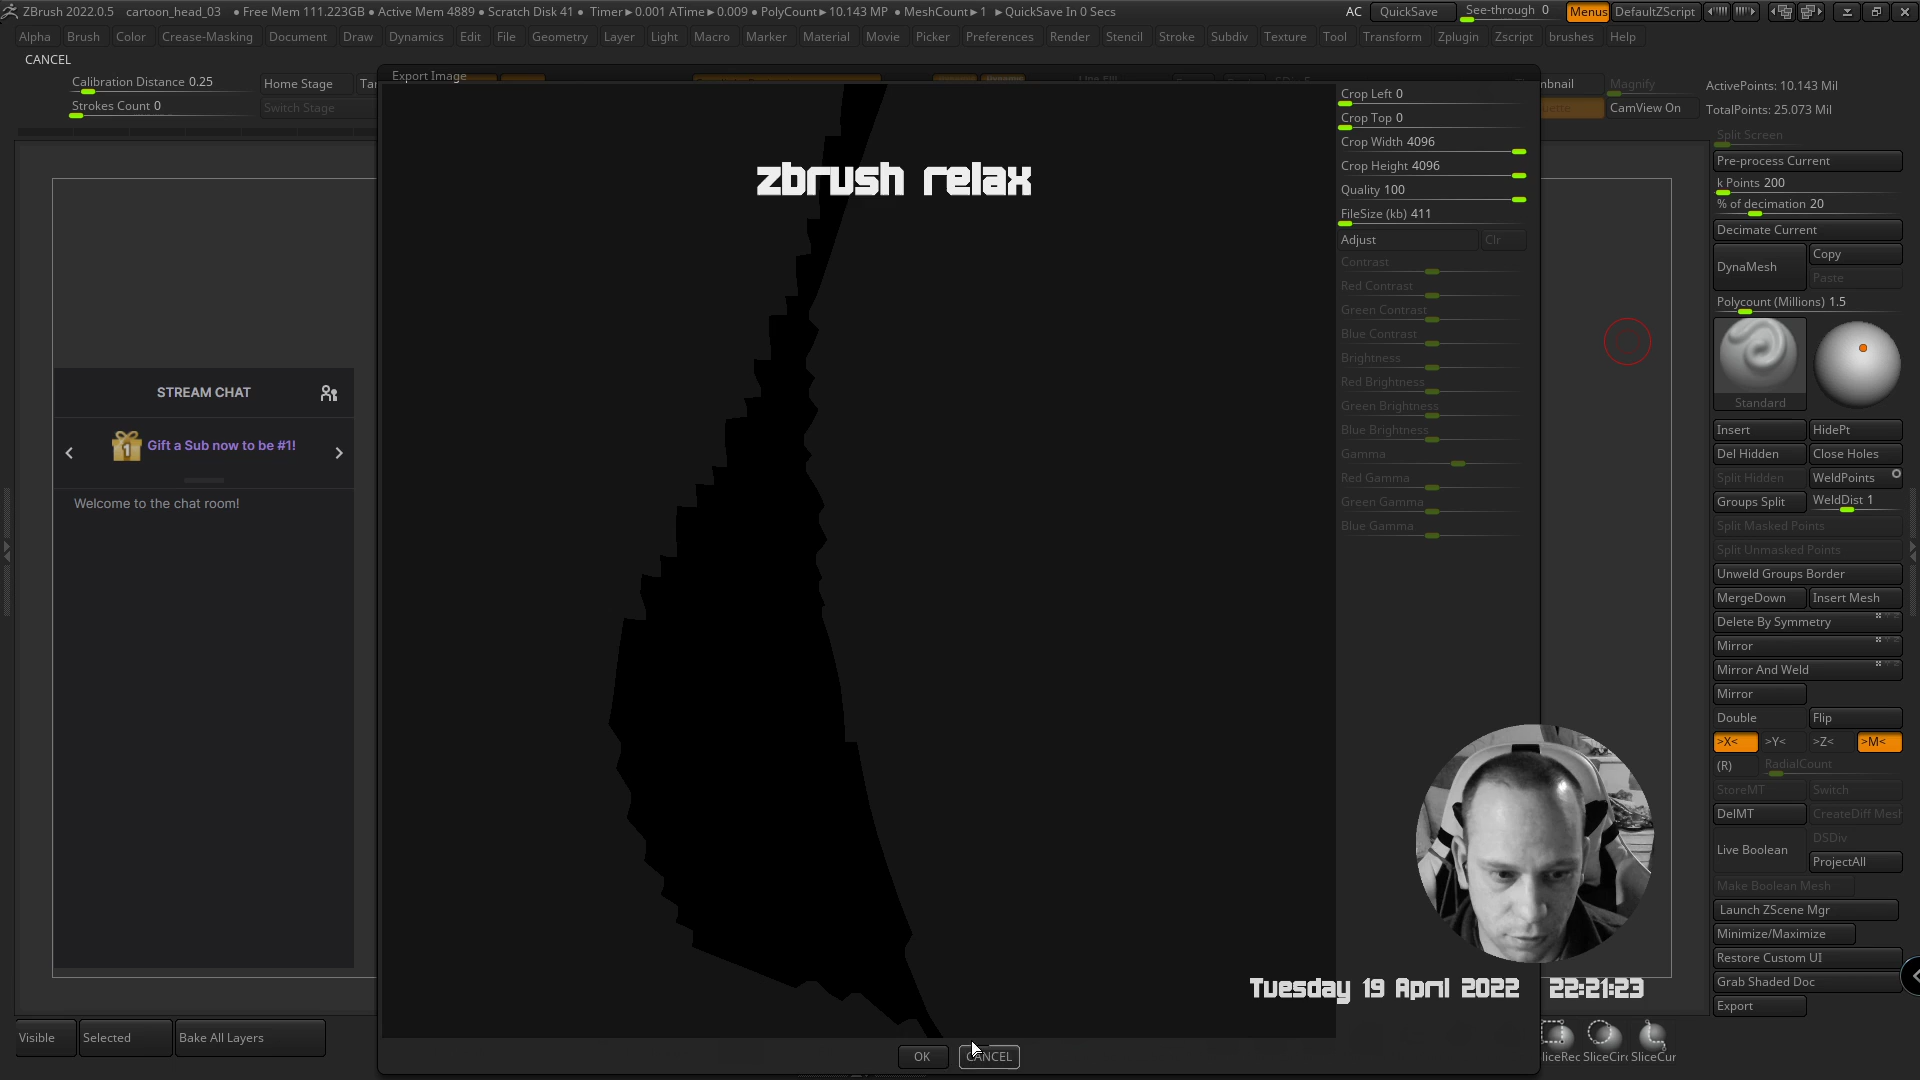 ZBrush 2022.0.5 cartoon_head_03 ● Free Mem 111.223GB ● Active Mem 4889 ● Scratch Disk 41 ● Timer►0.001 ATime►0.009 ● PolyCount►10.143 MP ● MeshCount►1 ►QuickSave In 0 Secs AC QuickSave See-through 0 Menus DefaultZScript
Alpha Brush Color Crease-Masking Document Draw Dynamics Edit File Geometry Layer Light Macro Marker Material Movie Picker Preferences Render Stencil Stroke Subdiv Texture Tool Transform Zplugin Zscript brushes Help
CANCEL
Export Image
Calibration Distance 0.25 Home Stage Tar
Strokes Count 0 Switch Stage
nbnail Magnify ActivePoints: 10.143 Mil
CamView On TotalPoints: 25.073 Mil
zbrush relax
Crop Left 0
Crop Top 0
Crop Width 4096
Crop Height 4096
Quality 100
FileSize (kb) 411
Adjust Clr
Contrast
Red Contrast
Green Contrast
Blue Contrast
Brightness
Red Brightness
Green Brightness
Blue Brightness
Gamma
Red Gamma
Green Gamma
Blue Gamma
STREAM CHAT
1 Gift a Sub now to be #1!
Welcome to the chat room!
Split Screen
Pre-process Current
k Points 200
% of decimation 20
Decimate Current
DynaMesh Copy
Paste
Polycount (Millions) 1.5
Standard
Insert HidePt
Del Hidden Close Holes
Split Hidden WeldPoints
Groups Split WeldDist 1
Split Masked Points
Split Unmasked Points
Unweld Groups Border
MergeDown Insert Mesh
Delete By Symmetry
Mirror
Mirror And Weld
Mirror
Double Flip
>X< >Y< >Z< >M<
(R) RadialCount
StoreMT Switch
DelMT CreateDiff Mesh
DSDiv
Live Boolean
ProjectAll
Make Boolean Mesh
Launch ZScene Mgr
Minimize/Maximize
Restore Custom UI
Grab Shaded Doc
Export
Tuesday 19 April 2022 22:21:23
Visible Selected Bake All Layers
OK CANCEL
SliceRec SliceCirc SliceCur